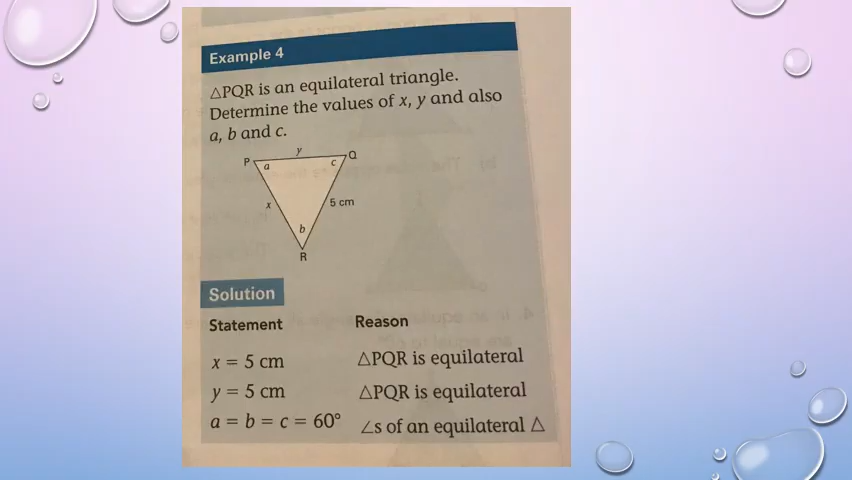 Example 4
△PQR is an equilateral triangle.
Determine the values of x, y and also
a, b and c.
y
P
a
c
Q
x
5 cm
b
R
Solution
Statement Reason
x = 5 cm △PQR is equilateral
y = 5 cm △PQR is equilateral
a = b = c = 60° ∠s of an equilateral △